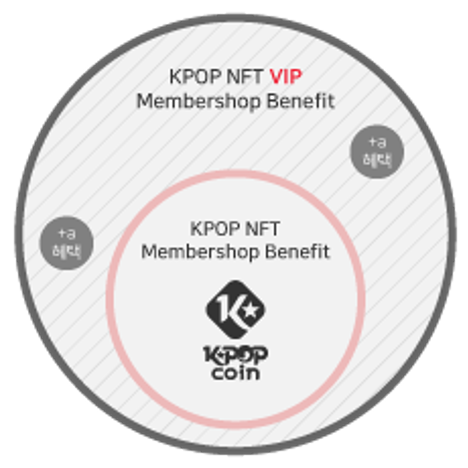 KPOP NFT VIP
Membershop Benefit
+a
혜택
+a
혜택
KPOP NFT
Membershop Benefit
K
KPOP
coin